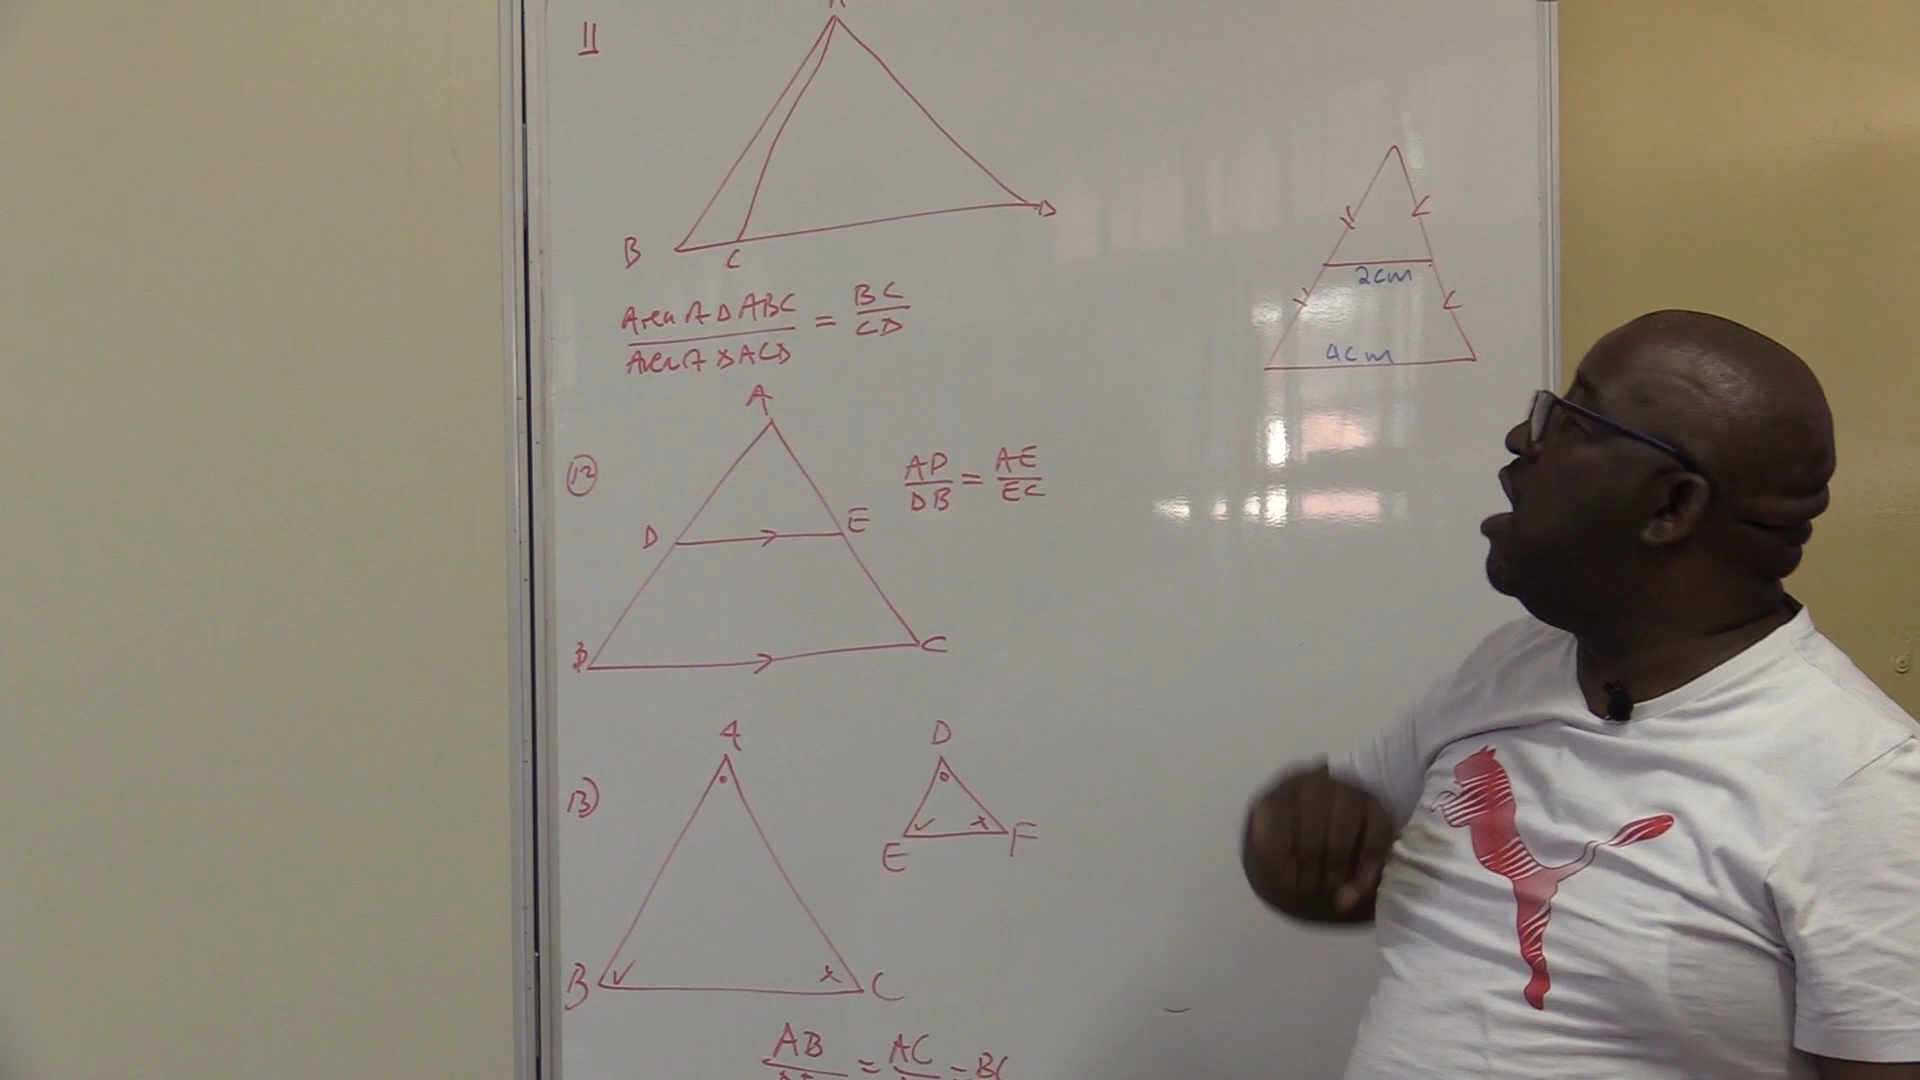 11
A
B
C
D
Area of Δ ABC / Area of Δ ACD = BC / CD
12
A
D
E
B
C
AD / DB = AE / EC
13)
A
B
C
D
E
F
AB = AC = BC
2cm
4cm